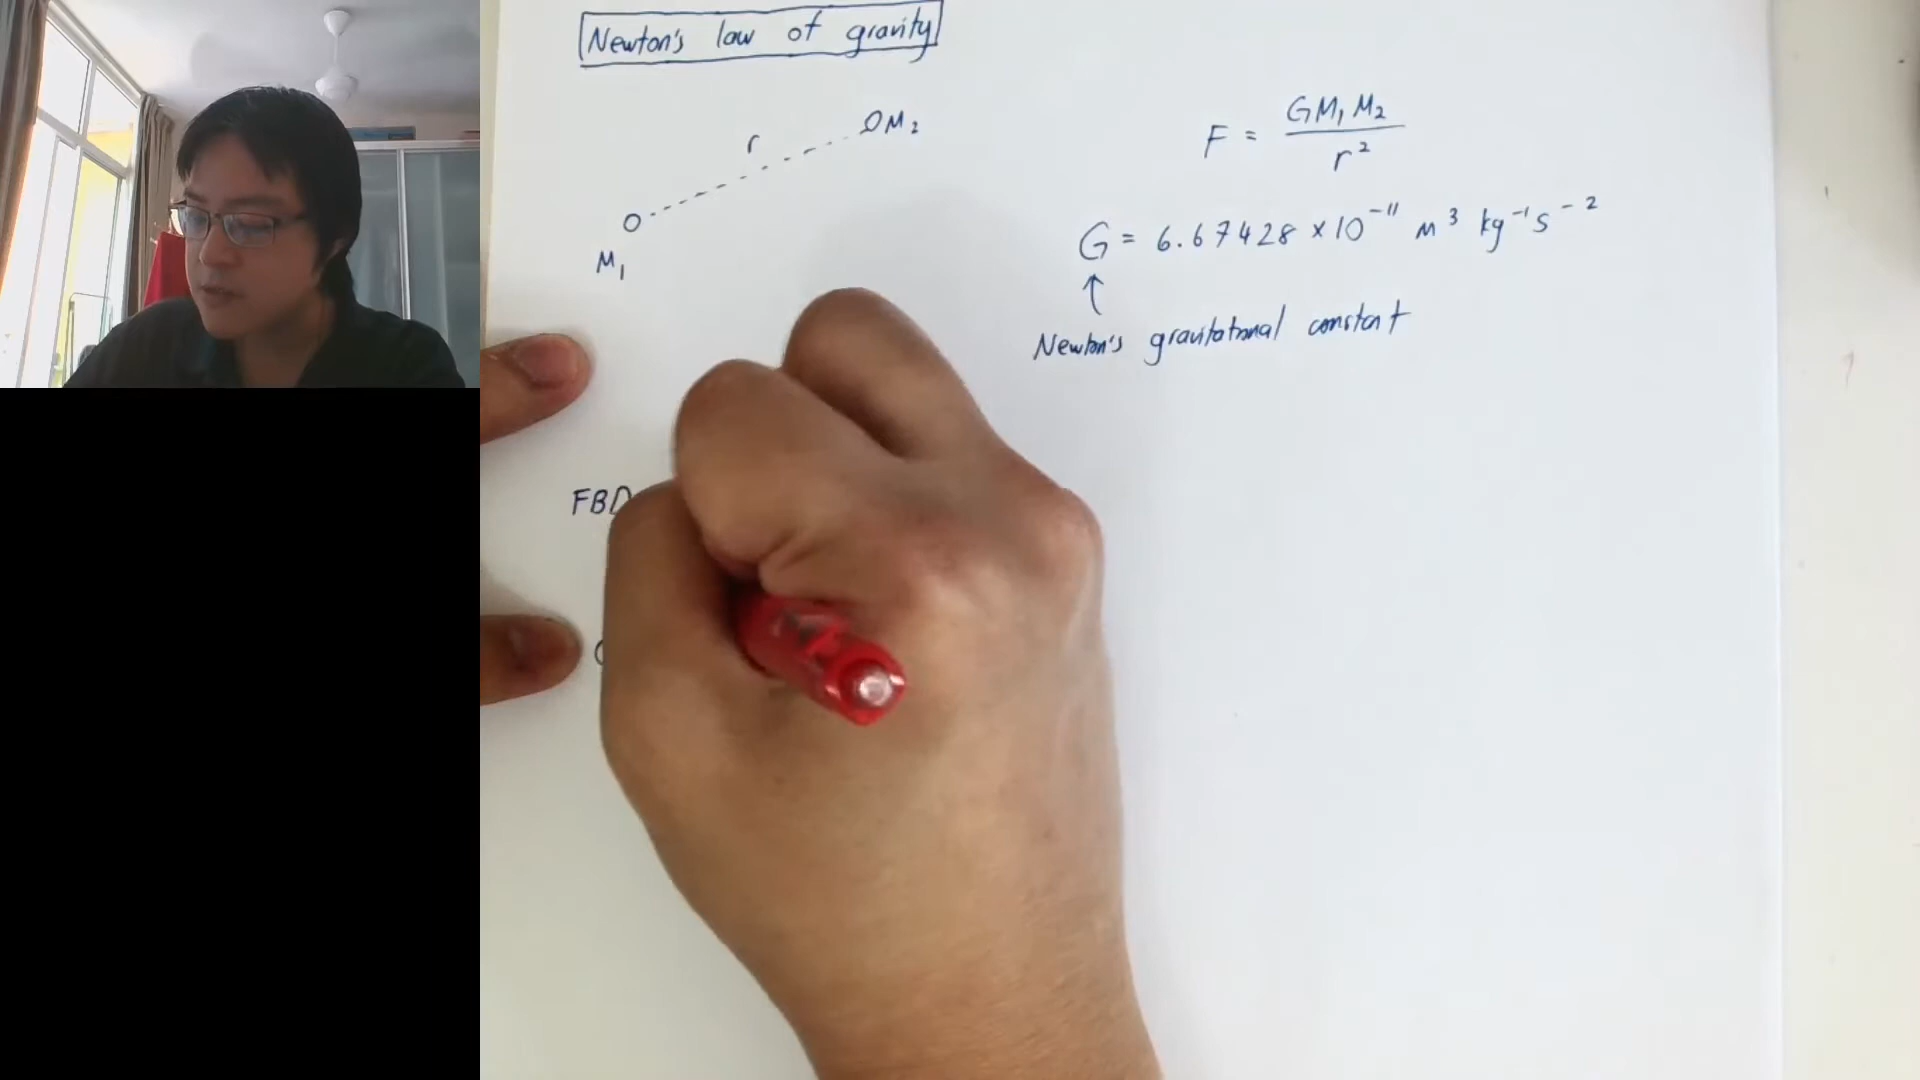 Newton's law of gravity
r
M₂
M₁
F = GM₁M₂ / r²
G = 6.67428 × 10⁻¹¹ m³ kg⁻¹ s⁻²
↑
Newton's gravitational constant
FBD